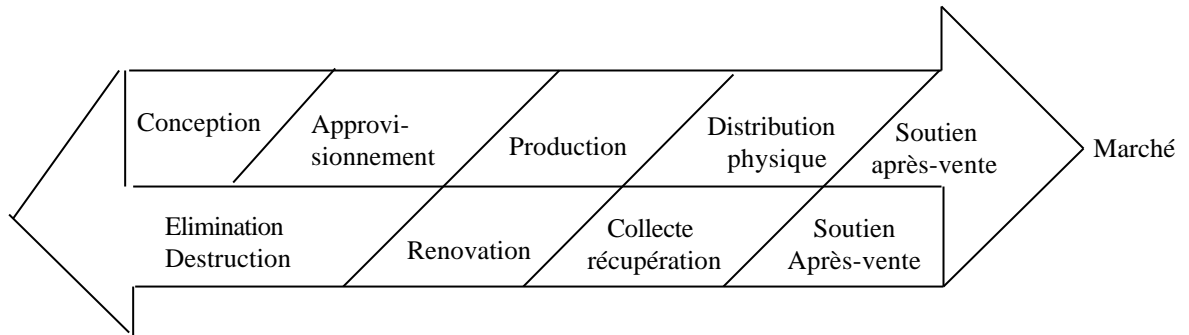 Conception
Approvi-
sionnement
Production
Distribution
physique
Soutien
après-vente
Marché
Elimination
Destruction
Renovation
Collecte
récupération
Soutien
Après-vente